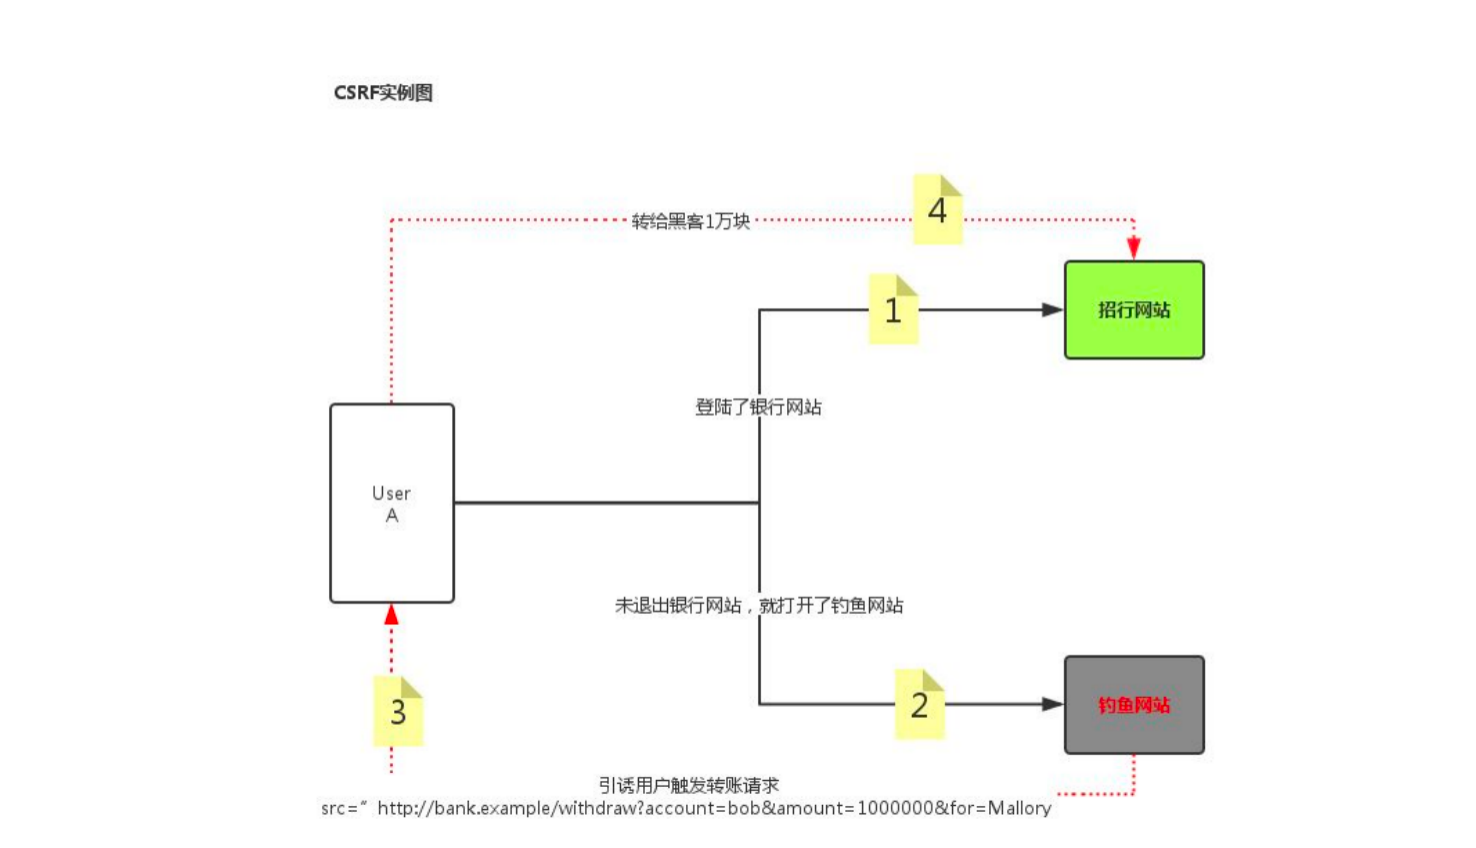 CSRF实例图
转给黑客1万块
4
1
招行网站
登陆了银行网站
User
A
未退出银行网站，就打开了钓鱼网站
3
2
钓鱼网站
引诱用户触发转账请求
src=”http://bank.example/withdraw?account=bob&amount=1000000&for=Mallory